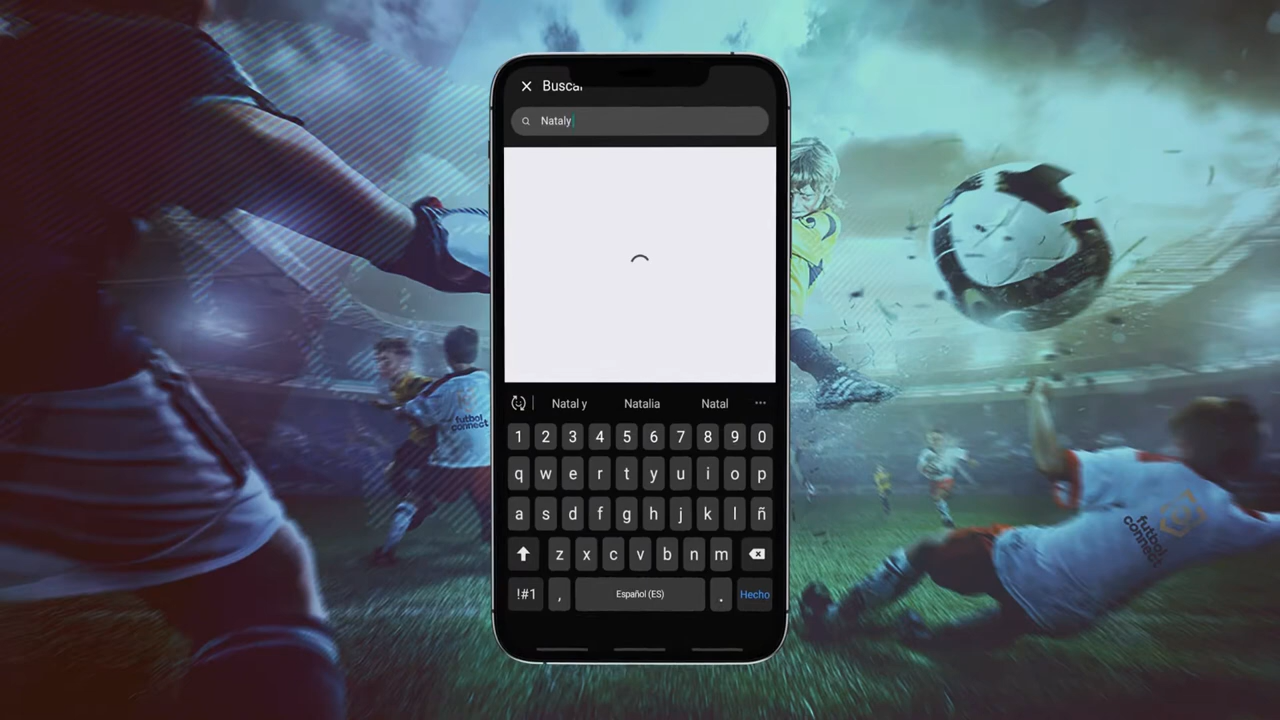 Buscar
Nataly
Natal y Natalia Natal ...
1 2 3 4 5 6 7 8 9 0
q w e r t y u i o p
a s d f g h j k l ñ
z x c v b n m
!#1 , Español (ES) . Hecho
futbol
connect
futbol
connect